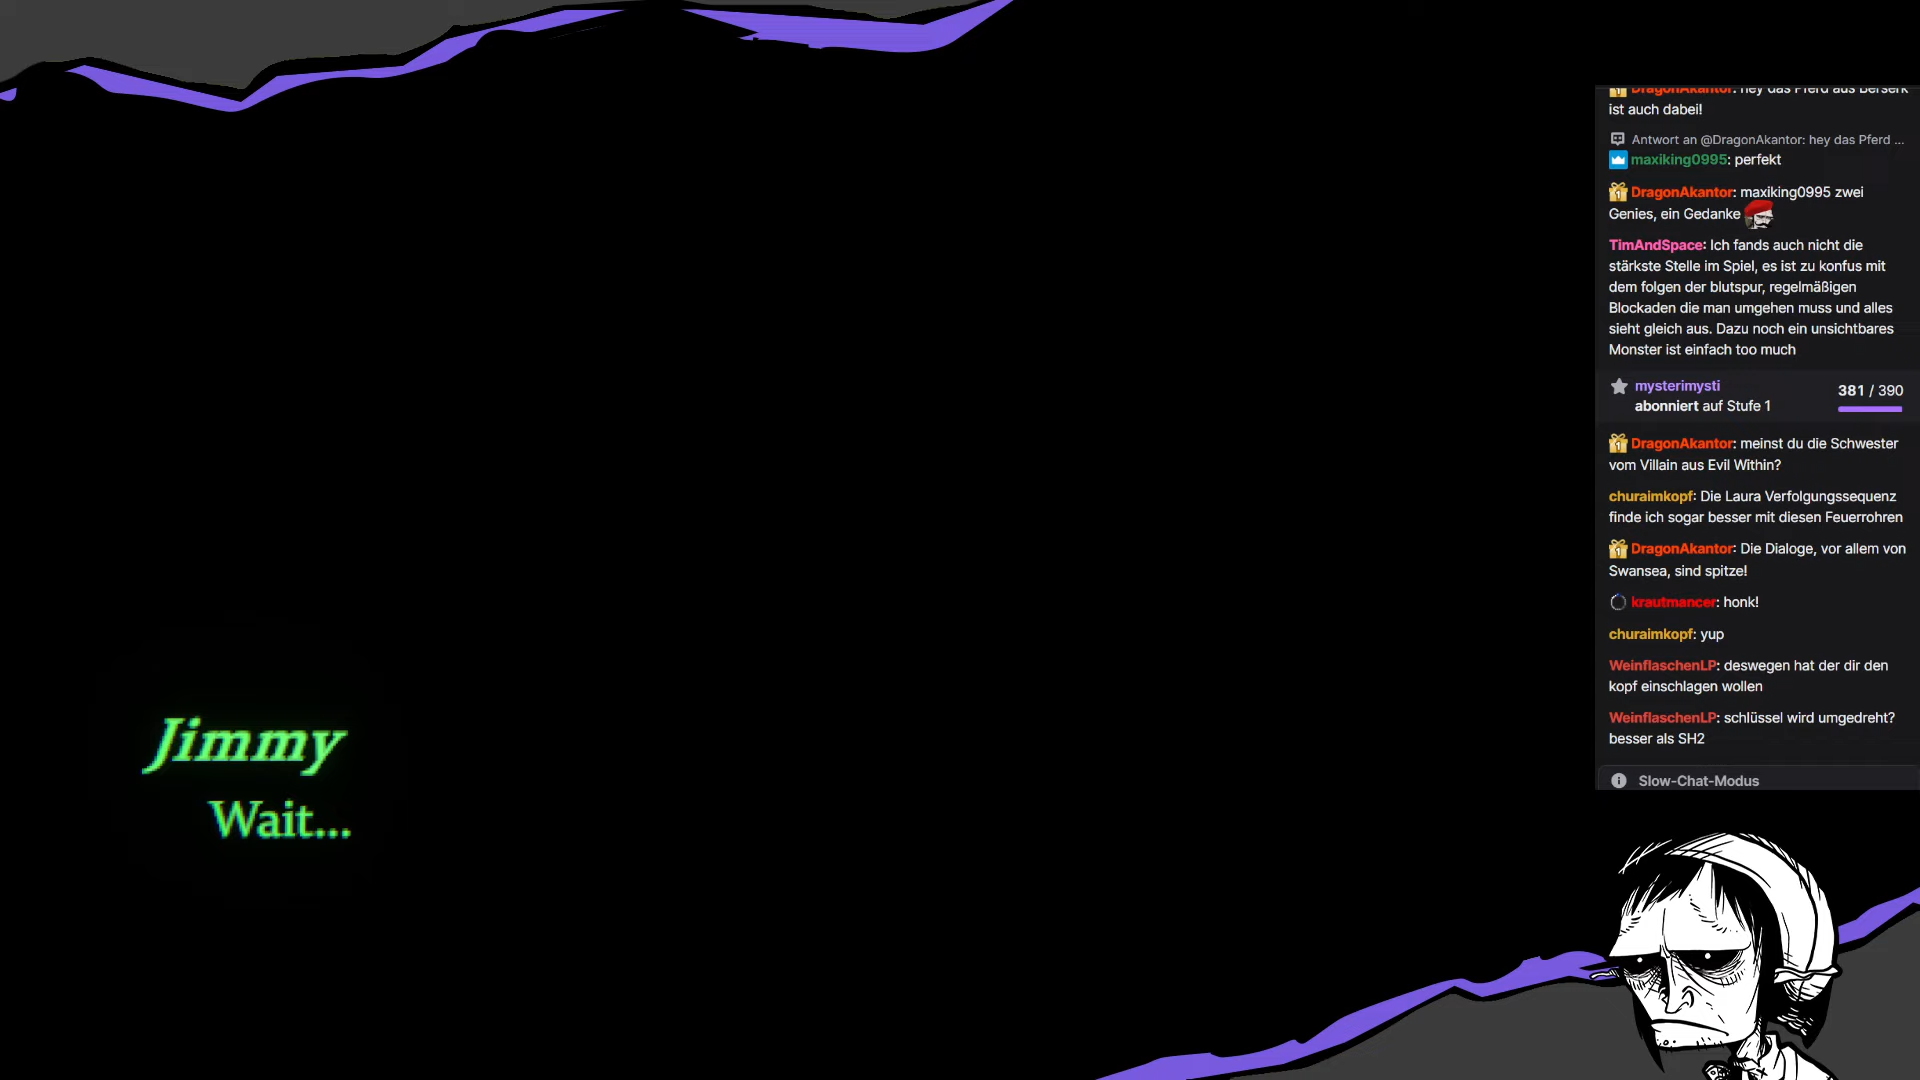 DragonAkantor: hey das Pferd aus Berserk
ist auch dabei!
Antwort an @DragonAkantor: hey das Pferd ...
maxiking0995: perfekt
DragonAkantor: maxiking0995 zwei
Genies, ein Gedanke
TimAndSpace: Ich fands auch nicht die
stärkste Stelle im Spiel, es ist zu konfus mit
dem folgen der blutspur, regelmäßigen
Blockaden die man umgehen muss und alles
sieht gleich aus. Dazu noch ein unsichtbares
Monster ist einfach too much
mysterimysti
abonniert auf Stufe 1
381 / 390
DragonAkantor: meinst du die Schwester
vom Villain aus Evil Within?
churaimkopf: Die Laura Verfolgungssequenz
finde ich sogar besser mit diesen Feuerrohren
DragonAkantor: Die Dialoge, vor allem von
Swansea, sind spitze!
krautmancer: honk!
churaimkopf: yup
WeinflaschenLP: deswegen hat der dir den
kopf einschlagen wollen
WeinflaschenLP: schlüssel wird umgedreht?
besser als SH2
Slow-Chat-Modus
Jimmy
Wait...